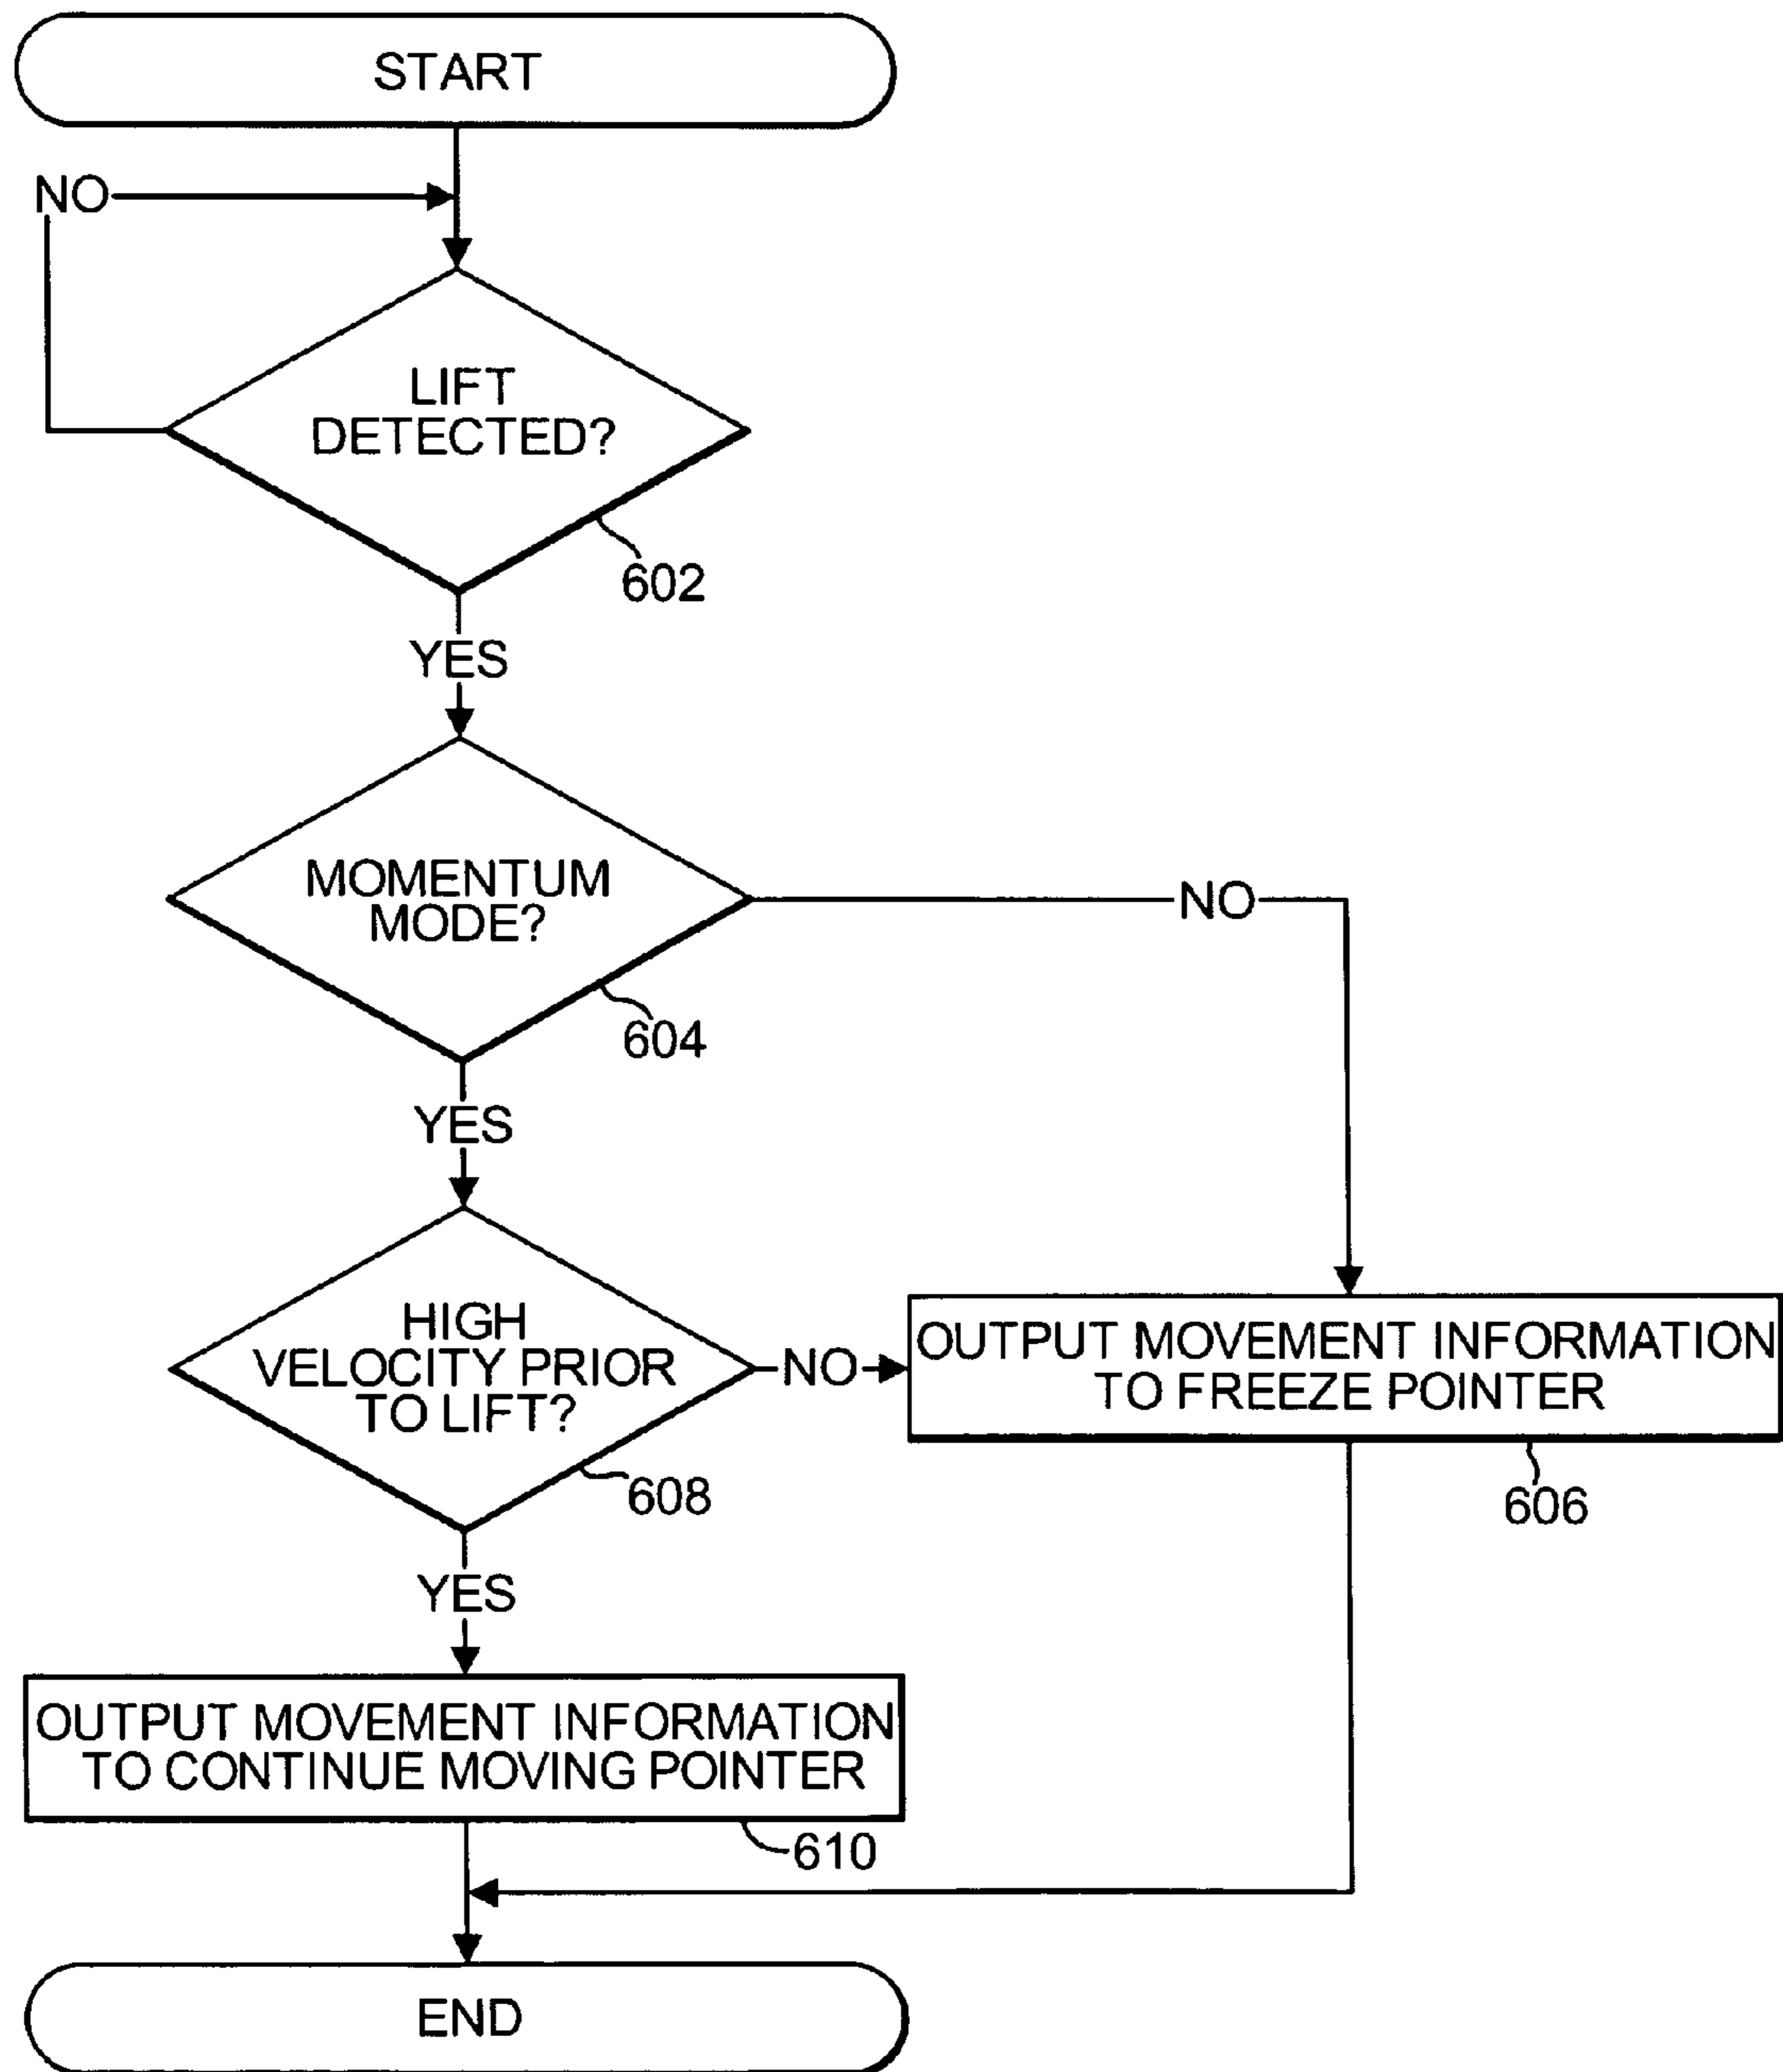 START
NO
LIFT
DETECTED?
602
YES
MOMENTUM
MODE?
NO
604
YES
HIGH
VELOCITY PRIOR
TO LIFT?
NO
OUTPUT MOVEMENT INFORMATION
TO FREEZE POINTER
608
606
YES
OUTPUT MOVEMENT INFORMATION
TO CONTINUE MOVING POINTER
610
END